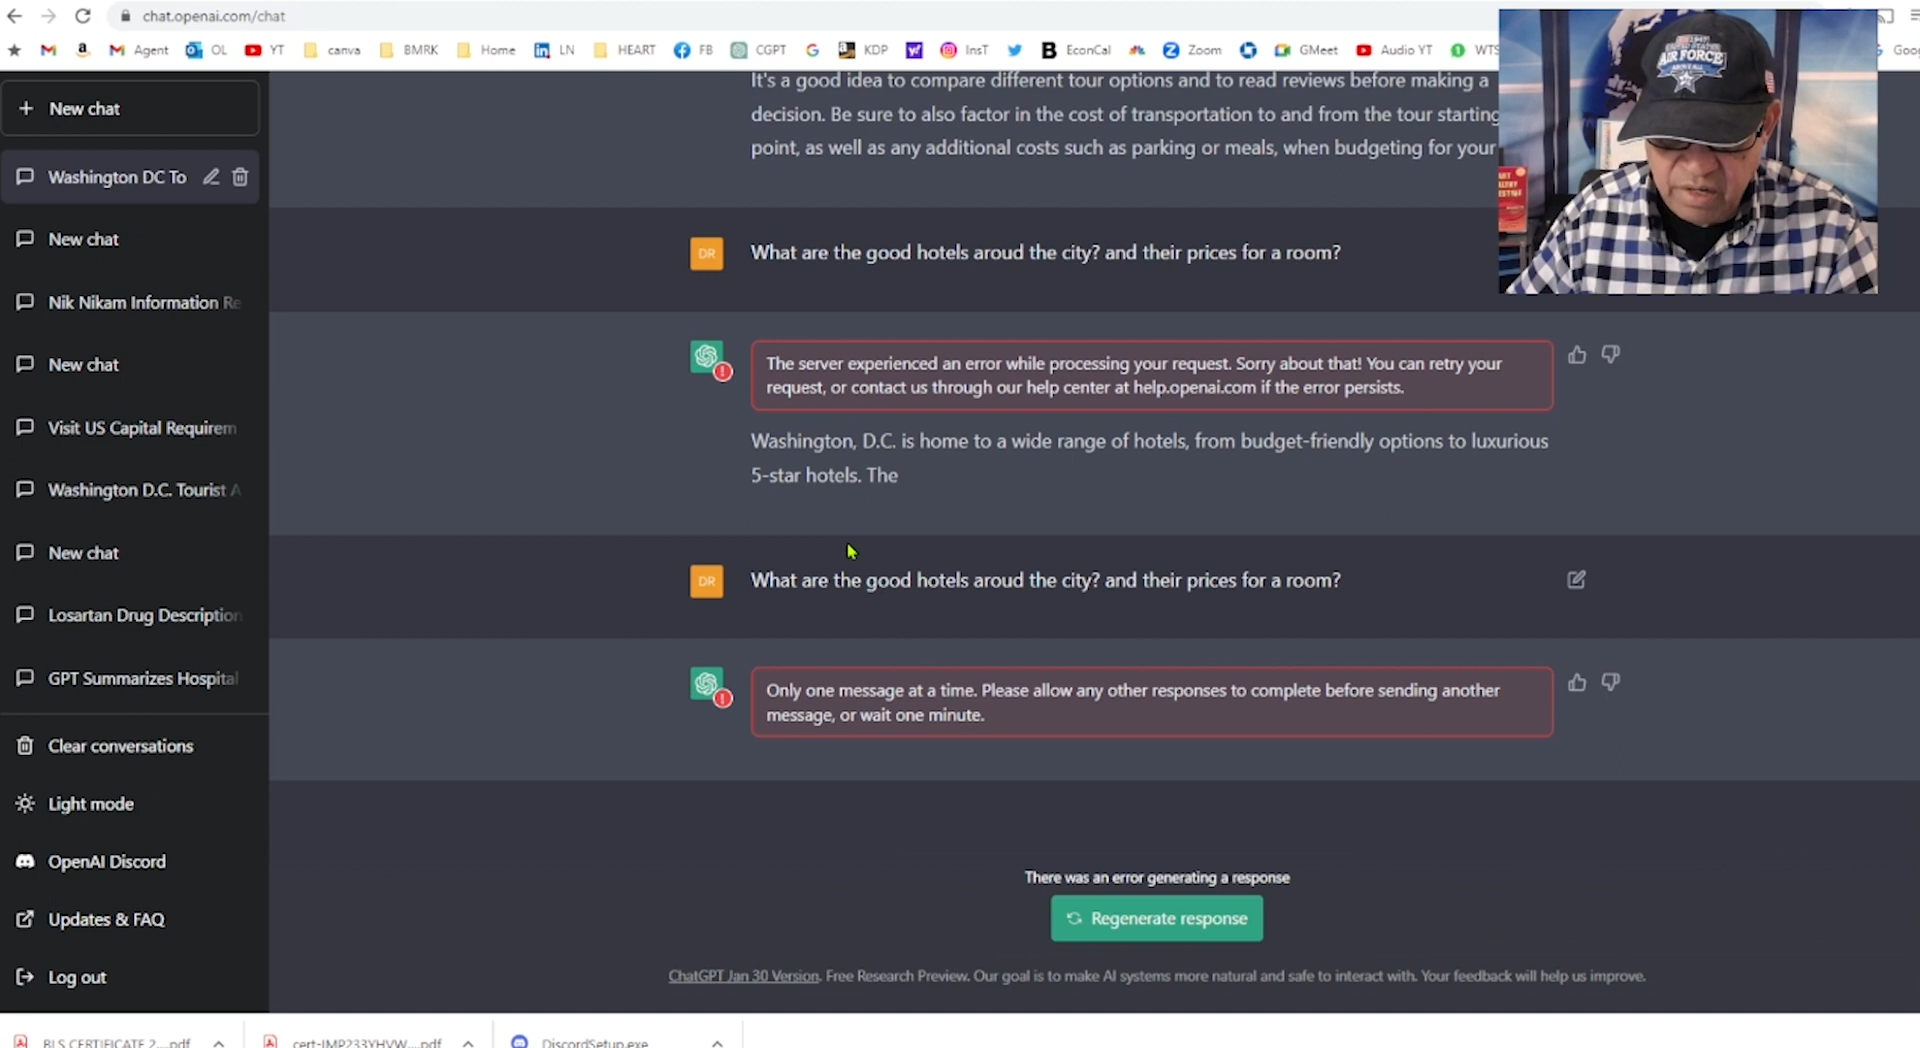 chat.openai.com/chat
Agent OL YT canva BMRK Home LN HEART FB CGPT KDP InsT EconCal Zoom GMeet Audio YT WTS
AIR FORCE
New chat
Washington DC To
New chat
Nik Nikam Information Re
New chat
Visit US Capital Requirem
Washington D.C. Tourist A
New chat
Losartan Drug Description
GPT Summarizes Hospital
Clear conversations
Light mode
OpenAI Discord
Updates & FAQ
Log out
It's a good idea to compare different tour options and to read reviews before making a
decision. Be sure to also factor in the cost of transportation to and from the tour starting
point, as well as any additional costs such as parking or meals, when budgeting for your
DR
What are the good hotels aroud the city? and their prices for a room?
The server experienced an error while processing your request. Sorry about that! You can retry your
request, or contact us through our help center at help.openai.com if the error persists.
Washington, D.C. is home to a wide range of hotels, from budget-friendly options to luxurious
5-star hotels. The
DR
What are the good hotels aroud the city? and their prices for a room?
Only one message at a time. Please allow any other responses to complete before sending another
message, or wait one minute.
There was an error generating a response
Regenerate response
ChatGPT Jan 30 Version. Free Research Preview. Our goal is to make AI systems more natural and safe to interact with. Your feedback will help us improve.
BLS CERTIFICATE 2....pdf
cert-IMP233YHVW....pdf
DiscordSetup.exe